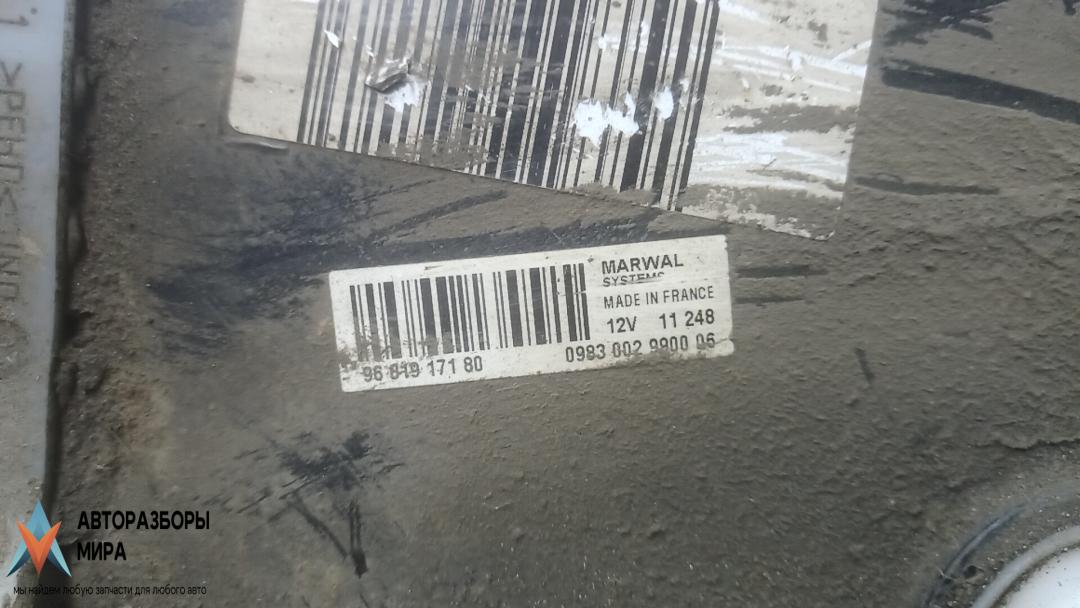 MARWAL
SYSTEMS
MADE IN FRANCE
12V 11 248
96 819 171 80
0983 002 9900 06
АВТОРАЗБОРЫ
МИРА
мы найдем любую запчасти для любого авто